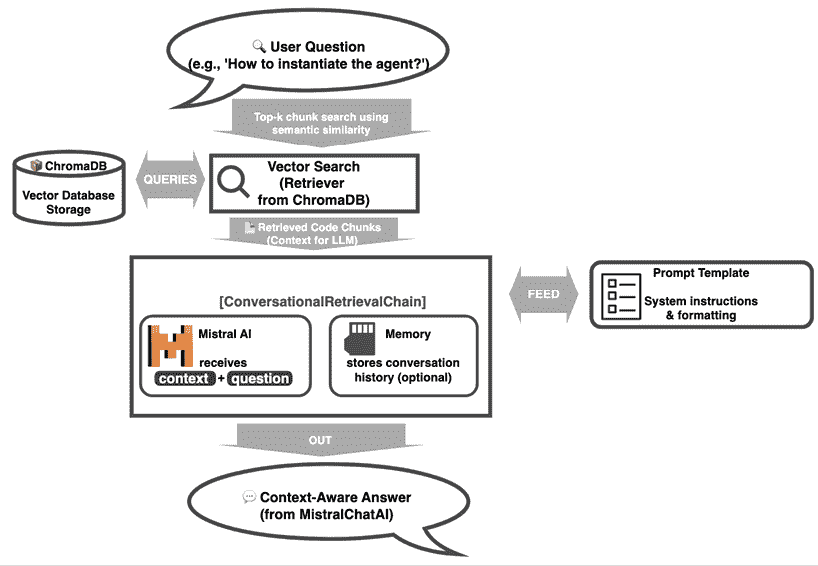 User Question
(e.g., 'How to instantiate the agent?')
Top-k chunk search using
semantic similarity
ChromaDB
Vector Database
Storage
QUERIES
Vector Search
(Retriever
from ChromaDB)
Retrieved Code Chunks
(Context for LLM)
[ConversationalRetrievalChain]
Mistral AI
receives
context + question
Memory
stores conversation
history (optional)
FEED
Prompt Template
System instructions
& formatting
OUT
Context-Aware Answer
(from MistralChatAI)